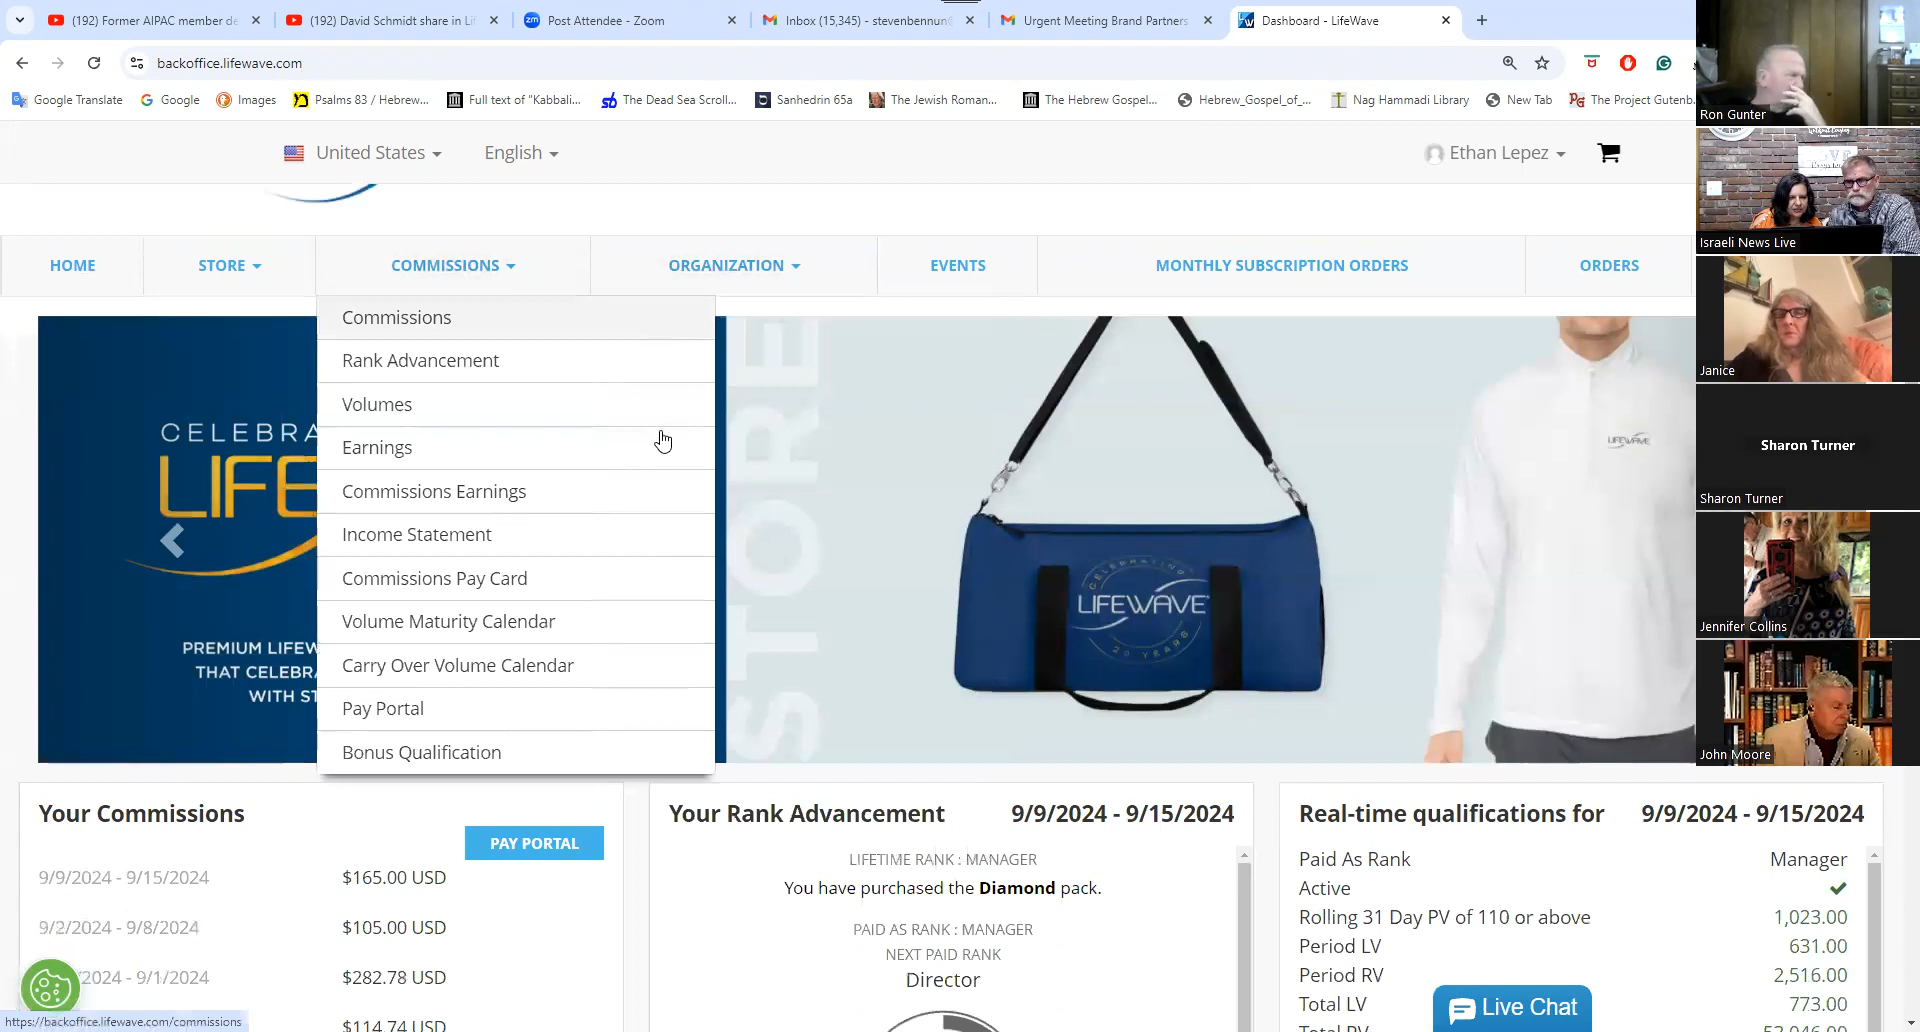 (192) Former AIPAC member de
(192) David Schmidt share in Li
Post Attendee - Zoom
Inbox (15,345) - stevenbennun
Urgent Meeting Brand Partners
Dashboard - LifeWave
backoffice.lifewave.com
Google Translate
Google
Images
Psalms 83 / Hebrew...
Full text of "Kabbali...
The Dead Sea Scroll...
Sanhedrin 65a
The Jewish Roman...
The Hebrew Gospel...
Hebrew_Gospel_of_...
Nag Hammadi Library
New Tab
The Project Gutenb
United States
English
Ethan Lepez
HOME
STORE
COMMISSIONS
ORGANIZATION
EVENTS
MONTHLY SUBSCRIPTION ORDERS
ORDERS
Commissions
Rank Advancement
Volumes
Earnings
Commissions Earnings
Income Statement
Commissions Pay Card
Volume Maturity Calendar
Carry Over Volume Calendar
Pay Portal
Bonus Qualification
CELEBRA
LIFE
PREMIUM LIFEW
THAT CELEBRA
WITH ST
STORE
CELEBRATING
LIFEWAVE
20 YEARS
LIFEWAVE
Your Commissions
PAY PORTAL
9/9/2024 - 9/15/2024 $165.00 USD
9/2/2024 - 9/8/2024 $105.00 USD
/2024 - 9/1/2024 $282.78 USD
$114.74 USD
Your Rank Advancement 9/9/2024 - 9/15/2024
LIFETIME RANK : MANAGER
You have purchased the Diamond pack.
PAID AS RANK : MANAGER
NEXT PAID RANK
Director
Real-time qualifications for 9/9/2024 - 9/15/2024
Paid As Rank Manager
Active
Rolling 31 Day PV of 110 or above 1,023.00
Period LV 631.00
Period RV 2,516.00
Total LV 773.00
Total RV
Live Chat
https://backoffice.lifewave.com/commissions
Ron Gunter
Israeli News Live
Janice
Sharon Turner
Sharon Turner
Jennifer Collins
John Moore